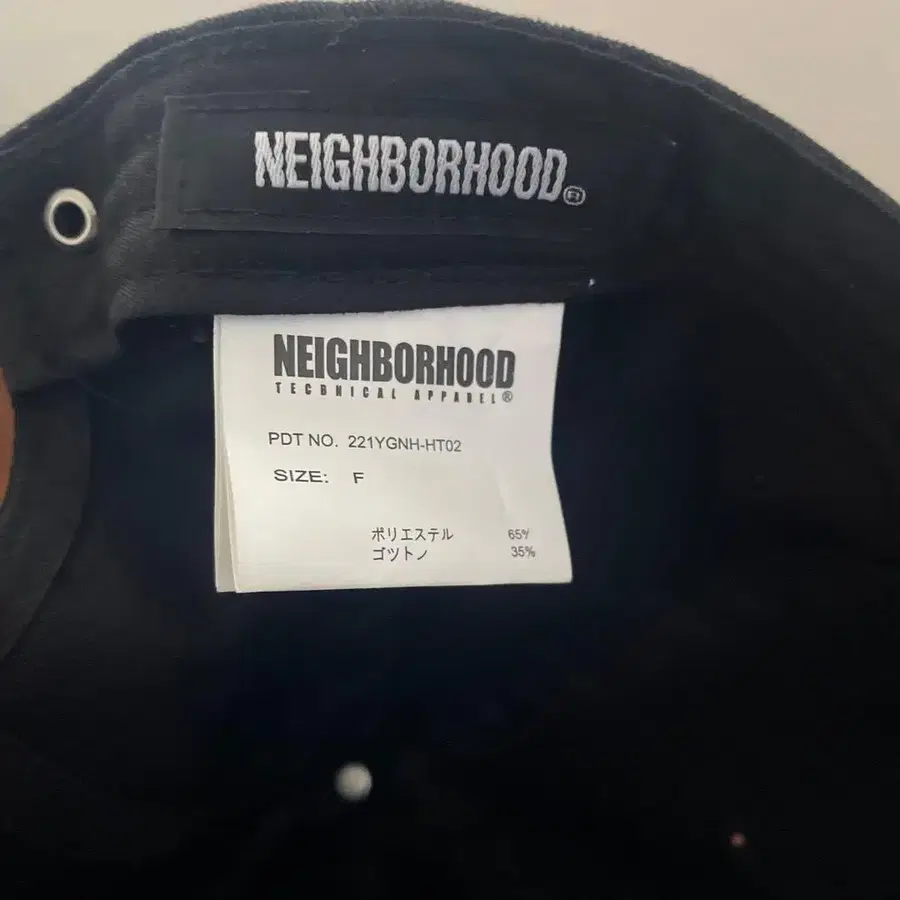 NEIGHBORHOOD®
NEIGHBORHOOD
TECBNICAL APPAREL®
PDT NO. 221YGNH-HT02
SIZE: F
ポリエステル 65%
ゴツトノ 35%